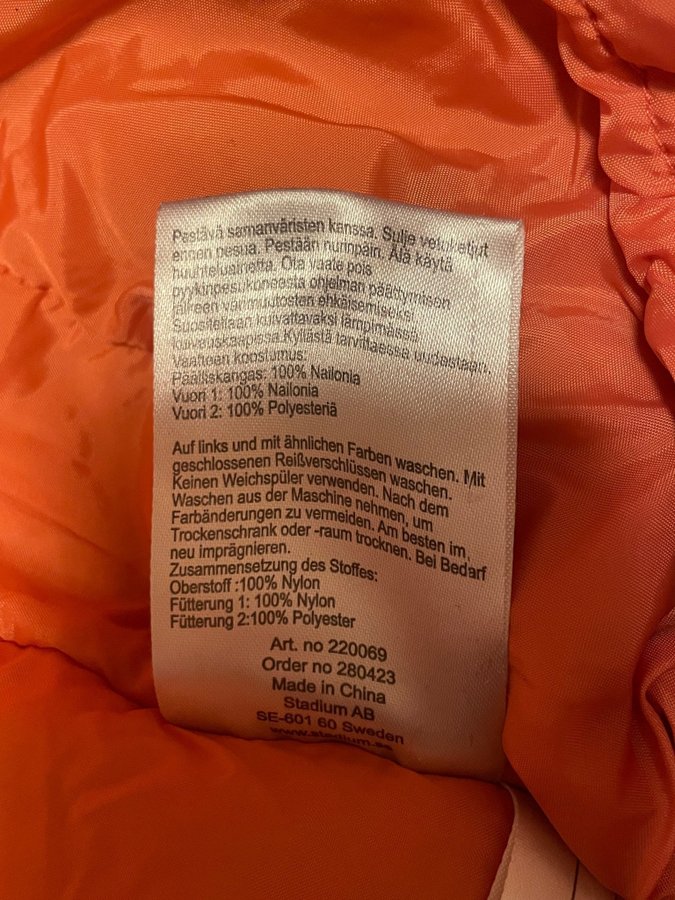 Pestävä samanväristen kanssa. Sulje vetoketjut
ennen pesua. Pestään nurinpäin. Älä käytä
huuhteluainetta. Ota vaate pois
pyykinpesukoneesta ohjelman päättymisen
jälkeen värimuutosten ehkäisemiseksi
Suositellaan kuivattavaksi lämpimässä
kuivauskaapissa.Kyllästä tarvittaessa uudestaan.
Vaatteen koostumus:
Päälliskangas: 100% Nailonia
Vuori 1: 100% Nailonia
Vuori 2: 100% Polyesteriä
Auf links und mit ähnlichen Farben waschen. Mit
geschlossenen Reißverschlüssen waschen.
Keinen Weichspüler verwenden. Nach dem
Waschen aus der Maschine nehmen, um
Farbänderungen zu vermeiden. Am besten im
Trockenschrank oder -raum trocknen. Bei Bedarf
neu imprägnieren.
Zusammensetzung des Stoffes:
Oberstoff :100% Nylon
Fütterung 1: 100% Nylon
Fütterung 2:100% Polyester
Art. no 220069
Order no 280423
Made in China
Stadium AB
SE-601 60 Sweden
www.stadium.se